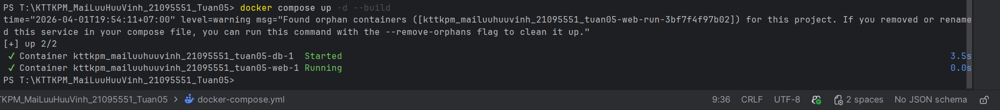 PS T:\KTTKPM_MaiLuuHuuVinh_21095551_Tuan05> docker compose up -d --build
time="2026-04-01T19:54:11+07:00" level=warning msg="Found orphan containers ([kttkpm_mailuuhuuvinh_21095551_tuan05-web-run-3bf7f4f97b02]) for this project. If you removed or rename
d this service in your compose file, you can run this command with the --remove-orphans flag to clean it up."
[+] up 2/2
✔ Container kttkpm_mailuuhuuvinh_21095551_tuan05-db-1 Started 3.5s
✔ Container kttkpm_mailuuhuuvinh_21095551_tuan05-web-1 Running 0.0s
PS T:\KTTKPM_MaiLuuHuuVinh_21095551_Tuan05>
TKPM_MaiLuuHuuVinh_21095551_Tuan05 > docker-compose.yml 9:36 CRLF UTF-8 2 spaces No JSON schema